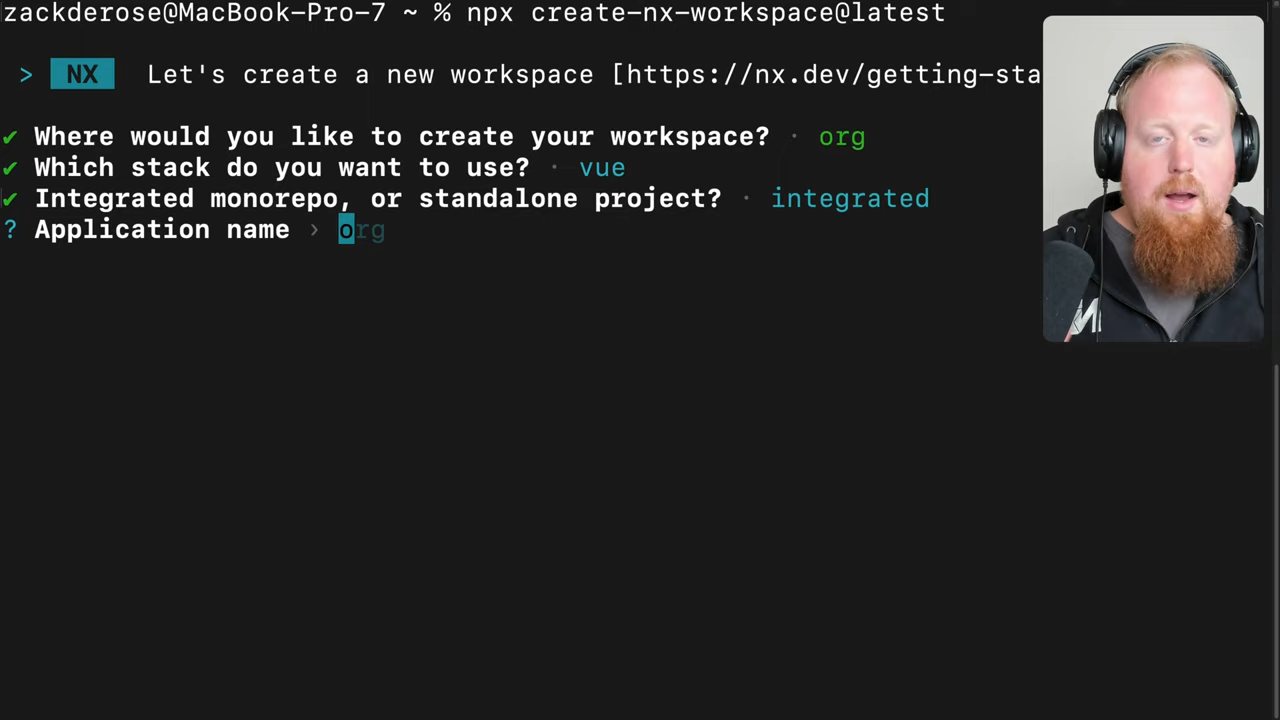 zackderose@MacBook-Pro-7 ~ % npx create-nx-workspace@latest
> NX Let's create a new workspace [https://nx.dev/getting-sta
✔ Where would you like to create your workspace? · org
✔ Which stack do you want to use? · vue
✔ Integrated monorepo, or standalone project? · integrated
? Application name › org